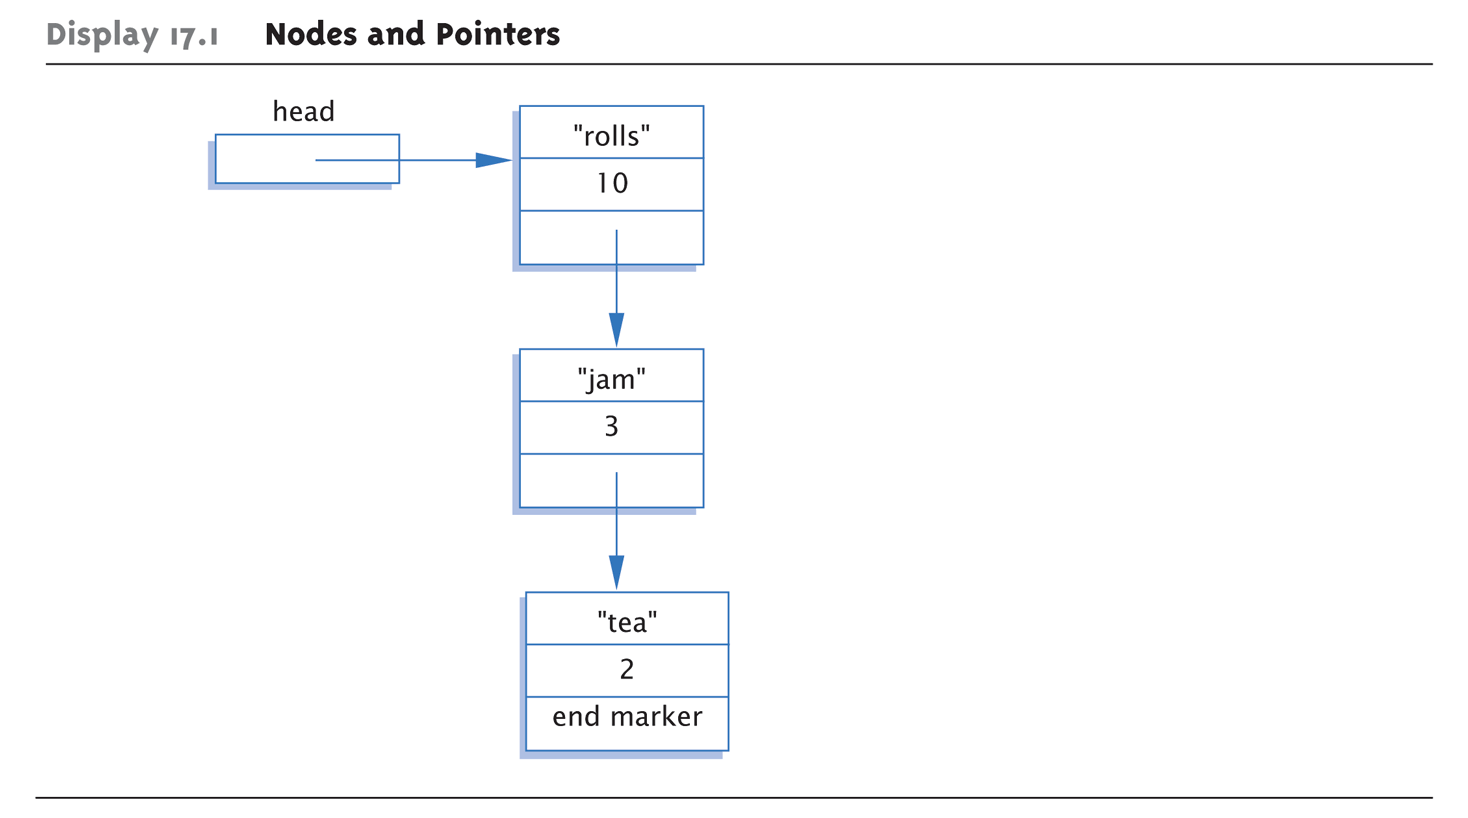 Display 17.1 Nodes and Pointers
head
"rolls"
10
"jam"
3
"tea"
2
end marker